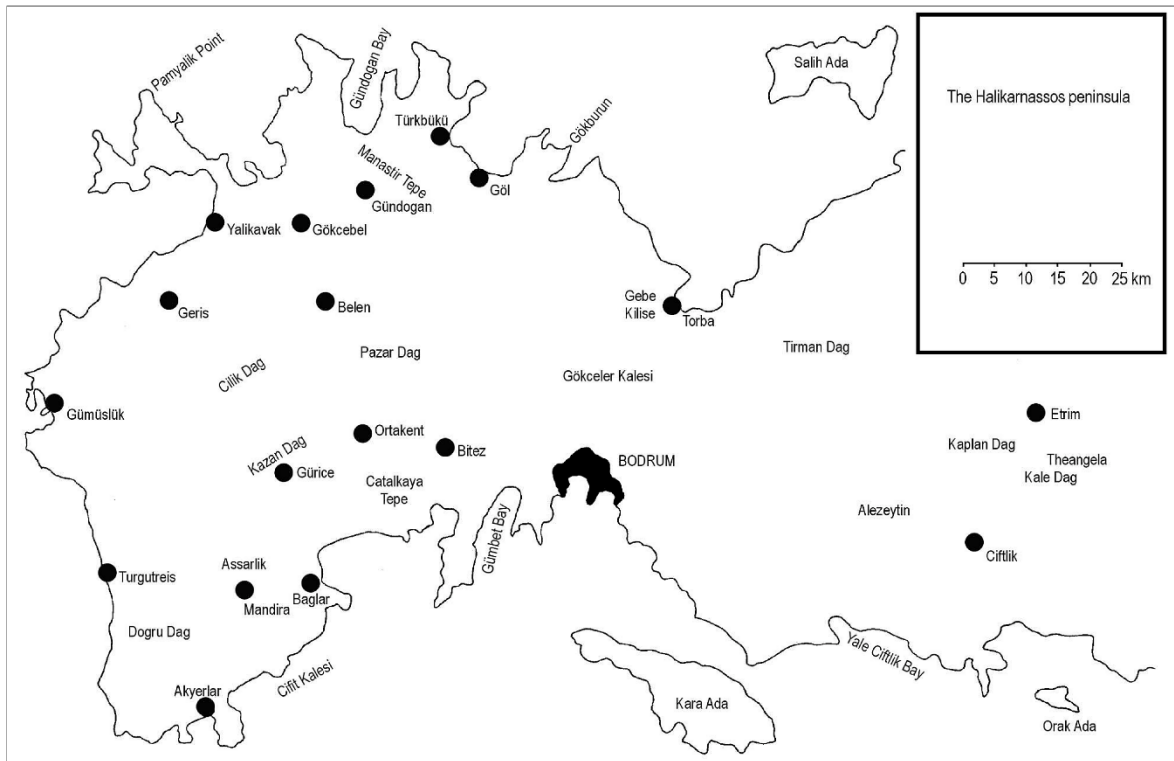 Pamyalik Point
Gündogan Bay
Salih Ada
The Halikarnassos peninsula
Türkbükü
Gökburun
Manastir Tepe
Göl
Gündogan
Yalikavak
Gökcebel
0 5 10 15 20 25 km
Geris
Belen
Gebe
Kilise
Torba
Pazar Dag
Tirman Dag
Cilik Dag
Gökceler Kalesi
Gümüslük
Etrim
Ortakent
Kaplan Dag
Bitez
Kazan Dag
Gürice
BODRUM
Theangela
Kale Dag
Catalkaya
Tepe
Alezeytin
Gümbet Bay
Ciftlik
Assarlik
Turgutreis
Baglar
Mandira
Dogru Dag
Yale Ciftlik Bay
Cifit Kalesi
Akyerlar
Kara Ada
Orak Ada